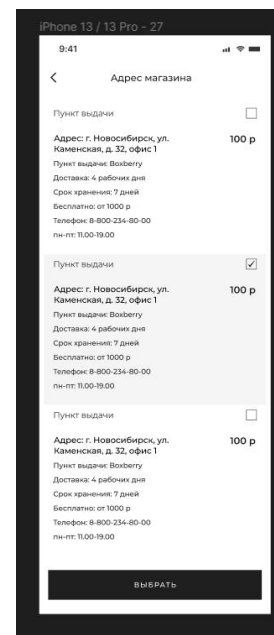 iPhone 13 / 13 Pro - 27
9:41
Адрес магазина
Пункт выдачи
Адрес: г. Новосибирск, ул.
Каменская, д. 32, офис 1
100 р
Пункт выдачи: Boxberry
Доставка: 4 рабочих дня
Срок хранения: 7 дней
Бесплатно: от 1000 р
Телефон: 8-800-234-80-00
пн-пт: 11.00-19.00
Пункт выдачи
Адрес: г. Новосибирск, ул.
Каменская, д. 32, офис 1
100 р
Пункт выдачи: Boxberry
Доставка: 4 рабочих дня
Срок хранения: 7 дней
Бесплатно: от 1000 р
Телефон: 8-800-234-80-00
пн-пт: 11.00-19.00
Пункт выдачи
Адрес: г. Новосибирск, ул.
Каменская, д. 32, офис 1
100 р
Пункт выдачи: Boxberry
Доставка: 4 рабочих дня
Срок хранения: 7 дней
Бесплатно: от 1000 р
Телефон: 8-800-234-80-00
пн-пт: 11.00-19.00
ВЫБРАТЬ